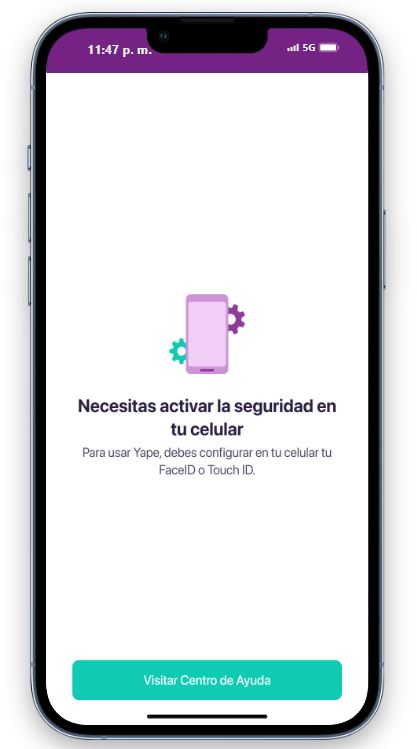 11:47 p. m.
5G
Necesitas activar la seguridad en
tu celular
Para usar Yape, debes configurar en tu celular tu
FaceID o Touch ID.
Visitar Centro de Ayuda